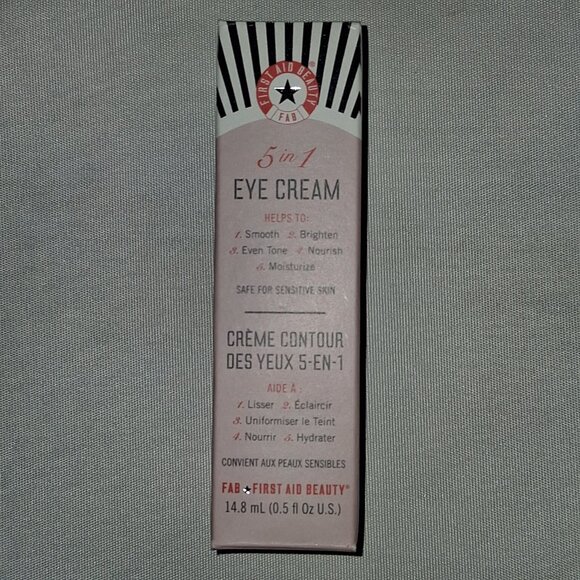 FIRST AID BEAUTY®
FAB
5 in 1
EYE CREAM
HELPS TO:
1. Smooth 2. Brighten
3. Even Tone 4. Nourish
5. Moisturize
SAFE FOR SENSITIVE SKIN
CRÈME CONTOUR
DES YEUX 5-EN-1
AIDE À :
1. Lisser 2. Éclaircir
3. Uniformiser le Teint
4. Nourrir 5. Hydrater
CONVIENT AUX PEAUX SENSIBLES
FAB★FIRST AID BEAUTY®
14.8 mL (0.5 fl Oz U.S.)